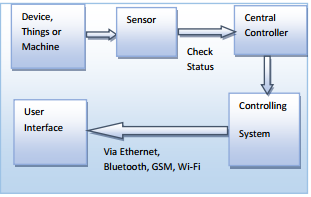 Device,
Things or
Machine
Sensor
Central
Controller
Check
Status
Controlling
System
User
Interface
Via Ethernet,
Bluetooth, GSM, Wi-Fi